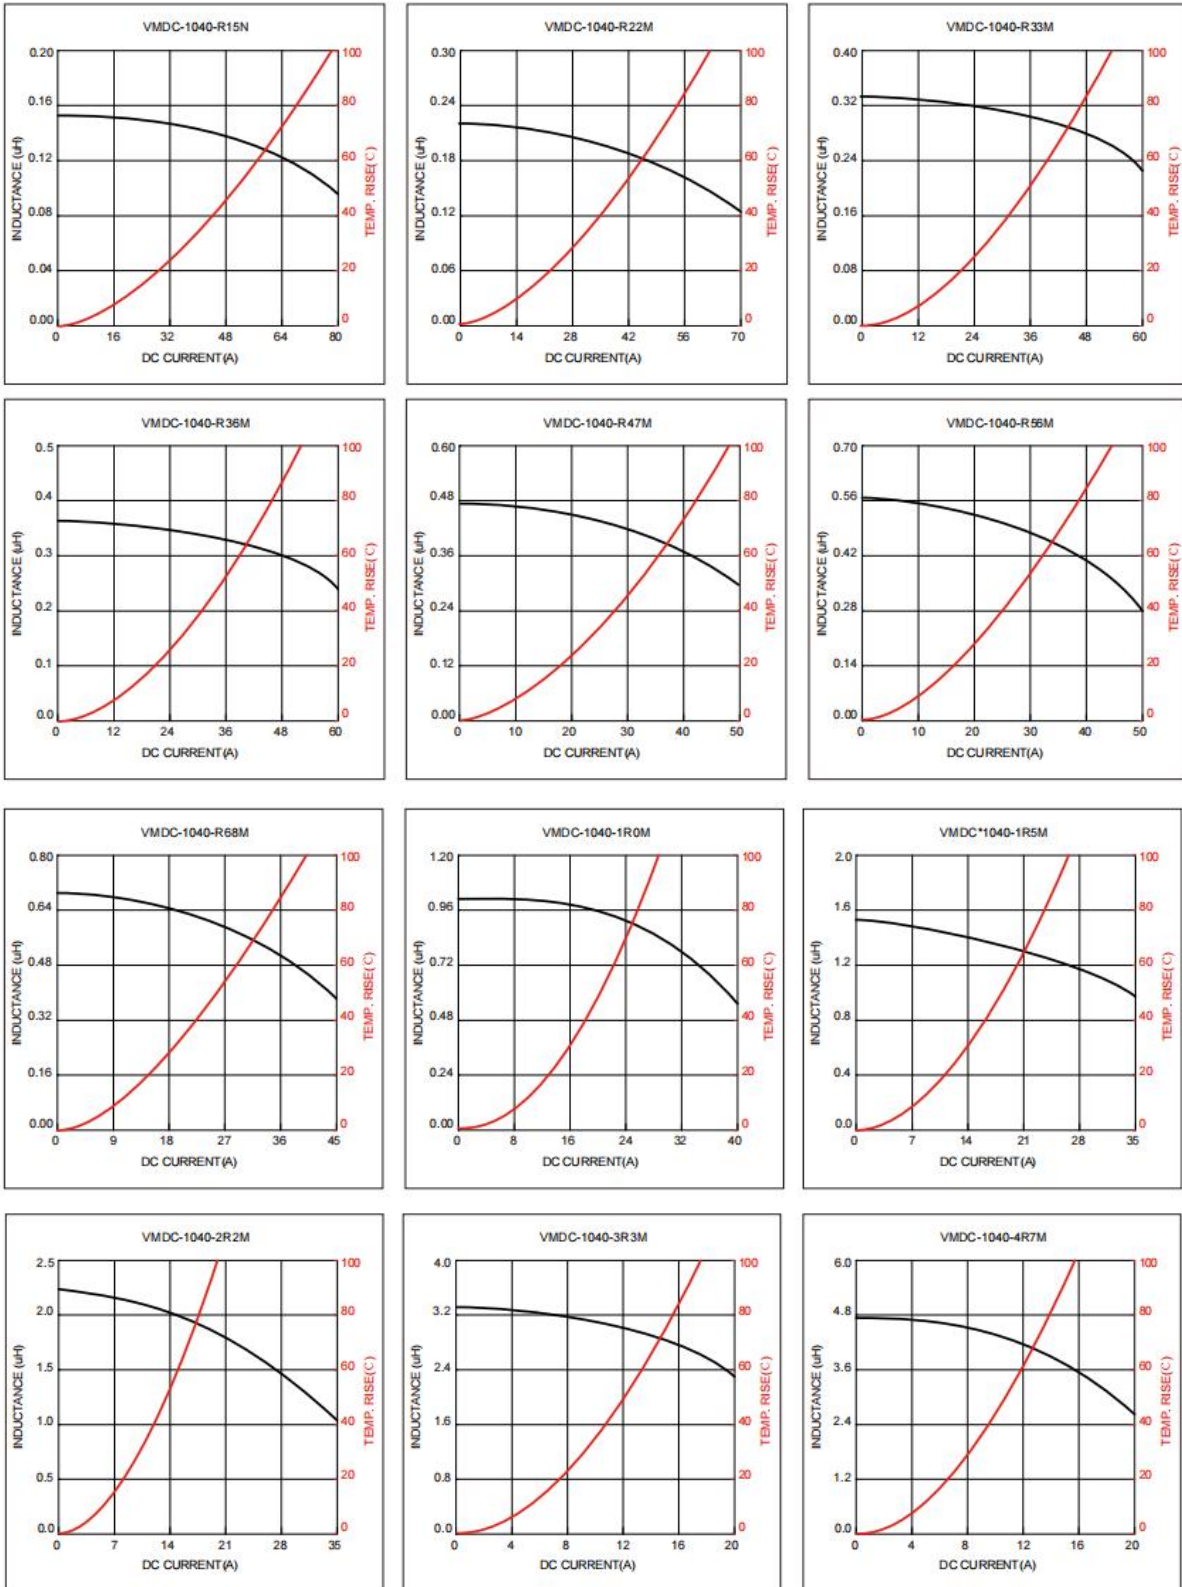 VMDC-1040-R15N
0.20
0.16
0.12
0.08
0.04
0.00
INDUCTANCE (uH)
100
80
60
40
20
0
TEMP. RISE(℃)
0 16 32 48 64 80
DC CURRENT(A)
VMDC-1040-R22M
0.30
0.24
0.18
0.12
0.06
0.00
INDUCTANCE (uH)
100
80
60
40
20
0
TEMP. RISE(℃)
0 14 28 42 56 70
DC CURRENT(A)
VMDC-1040-R33M
0.40
0.32
0.24
0.16
0.08
0.00
INDUCTANCE (uH)
100
80
60
40
20
0
TEMP. RISE(℃)
0 12 24 36 48 60
DC CURRENT(A)
VMDC-1040-R36M
0.5
0.4
0.3
0.2
0.1
0.0
INDUCTANCE (uH)
100
80
60
40
20
0
TEMP. RISE(℃)
0 12 24 36 48 60
DC CURRENT(A)
VMDC-1040-R47M
0.60
0.48
0.36
0.24
0.12
0.00
INDUCTANCE (uH)
100
80
60
40
20
0
TEMP. RISE(℃)
0 10 20 30 40 50
DC CURRENT(A)
VMDC-1040-R56M
0.70
0.56
0.42
0.28
0.14
0.00
INDUCTANCE (uH)
100
80
60
40
20
0
TEMP. RISE(℃)
0 10 20 30 40 50
DC CURRENT(A)
VMDC-1040-R68M
0.80
0.64
0.48
0.32
0.16
0.00
INDUCTANCE (uH)
100
80
60
40
20
0
TEMP. RISE(℃)
0 9 18 27 36 45
DC CURRENT(A)
VMDC-1040-1R0M
1.20
0.96
0.72
0.48
0.24
0.00
INDUCTANCE (uH)
100
80
60
40
20
0
TEMP. RISE(℃)
0 8 16 24 32 40
DC CURRENT(A)
VMDC*1040-1R5M
2.0
1.6
1.2
0.8
0.4
0.0
INDUCTANCE (uH)
100
80
60
40
20
0
TEMP. RISE(℃)
0 7 14 21 28 35
DC CURRENT(A)
VMDC-1040-2R2M
2.5
2.0
1.5
1.0
0.5
0.0
INDUCTANCE (uH)
100
80
60
40
20
0
TEMP. RISE(℃)
0 7 14 21 28 35
DC CURRENT(A)
VMDC-1040-3R3M
4.0
3.2
2.4
1.6
0.8
0.0
INDUCTANCE (uH)
100
80
60
40
20
0
TEMP. RISE(℃)
0 4 8 12 16 20
DC CURRENT(A)
VMDC-1040-4R7M
6.0
4.8
3.6
2.4
1.2
0.0
INDUCTANCE (uH)
100
80
60
40
20
0
TEMP. RISE(℃)
0 4 8 12 16 20
DC CURRENT(A)